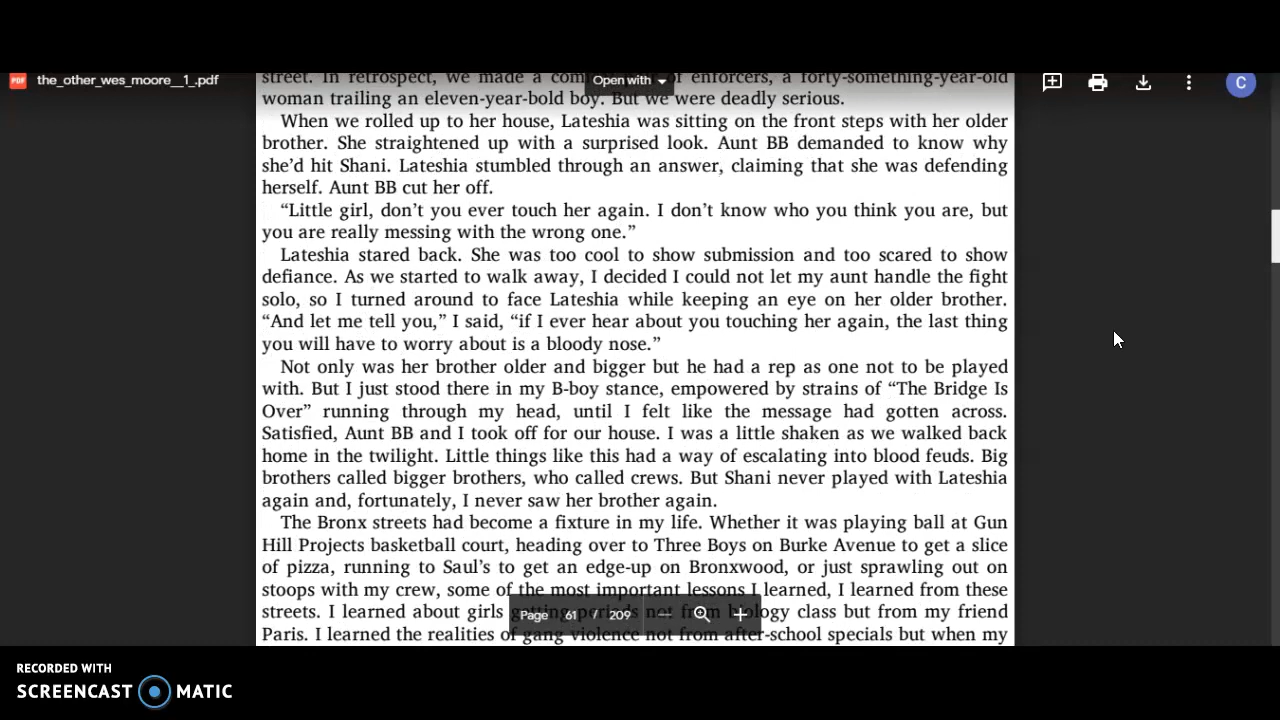 the_other_wes_moore__1_.pdf
Open with
C
street. In retrospect, we made a of enforcers, a forty-something-year-old
woman trailing an eleven-year-bold boy. But we were deadly serious.
When we rolled up to her house, Lateshia was sitting on the front steps with her older
brother. She straightened up with a surprised look. Aunt BB demanded to know why
she’d hit Shani. Lateshia stumbled through an answer, claiming that she was defending
herself. Aunt BB cut her off.
“Little girl, don’t you ever touch her again. I don’t know who you think you are, but
you are really messing with the wrong one.”
Lateshia stared back. She was too cool to show submission and too scared to show
defiance. As we started to walk away, I decided I could not let my aunt handle the fight
solo, so I turned around to face Lateshia while keeping an eye on her older brother.
“And let me tell you,” I said, “if I ever hear about you touching her again, the last thing
you will have to worry about is a bloody nose.”
Not only was her brother older and bigger but he had a rep as one not to be played
with. But I just stood there in my B-boy stance, empowered by strains of “The Bridge Is
Over” running through my head, until I felt like the message had gotten across.
Satisfied, Aunt BB and I took off for our house. I was a little shaken as we walked back
home in the twilight. Little things like this had a way of escalating into blood feuds. Big
brothers called bigger brothers, who called crews. But Shani never played with Lateshia
again and, fortunately, I never saw her brother again.
The Bronx streets had become a fixture in my life. Whether it was playing ball at Gun
Hill Projects basketball court, heading over to Three Boys on Burke Avenue to get a slice
of pizza, running to Saul’s to get an edge-up on Bronxwood, or just sprawling out on
stoops with my crew, some of the most important lessons I learned, I learned from these
streets. I learned about girls getting periods not from biology class but from my friend
Paris. I learned the realities of gang violence not from after-school specials but when my
Page 61 / 209
RECORDED WITH
SCREENCAST MATIC